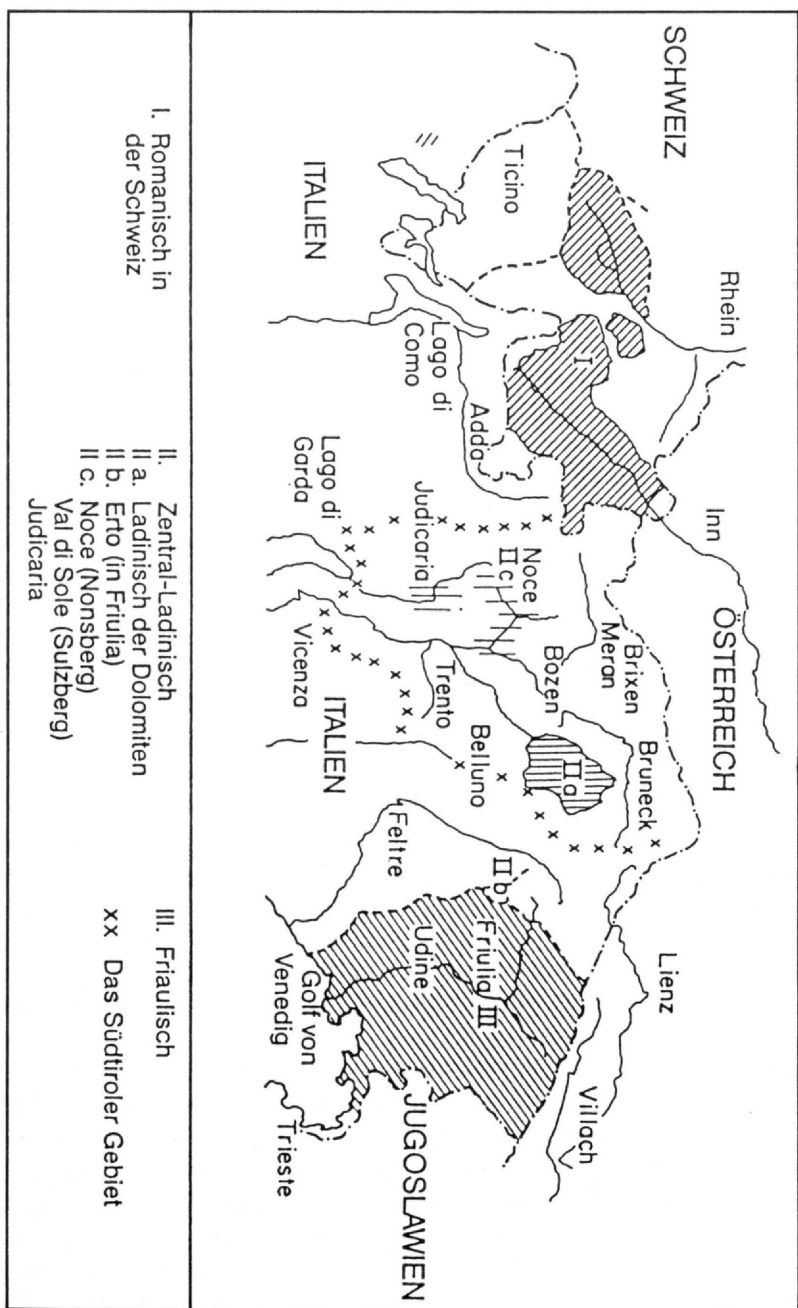 SCHWEIZ
Rhein
Inn
ÖSTERREICH
Lienz
Villach
Ticino
I
Adda
Lago di
Como
ITALIEN
Meran
Brixen
Bruneck
Bozen
Noce
II c
Judicaria
Lago di
Garda
Trento
Vicenza
ITALIEN
Belluno
II a
Feltre
II b
Friulia III
Udine
Golf von
Venedig
JUGOSLAWIEN
Trieste
I. Romanisch in
der Schweiz
II. Zentral-Ladinisch
II a. Ladinisch der Dolomiten
II b. Erto (in Friulia)
II c. Noce (Nonsberg)
Val di Sole (Sulzberg)
Judicaria
III. Friaulisch
xx Das Südtiroler Gebiet